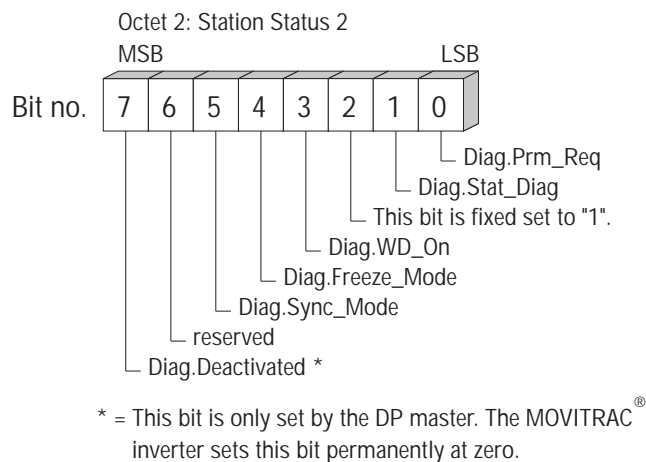 Octet 2: Station Status 2
MSB LSB
Bit no. 7 6 5 4 3 2 1 0
Diag.Prm_Req
Diag.Stat_Diag
This bit is fixed set to "1".
Diag.WD_On
Diag.Freeze_Mode
Diag.Sync_Mode
reserved
Diag.Deactivated *
* = This bit is only set by the DP master. The MOVITRAC®
inverter sets this bit permanently at zero.